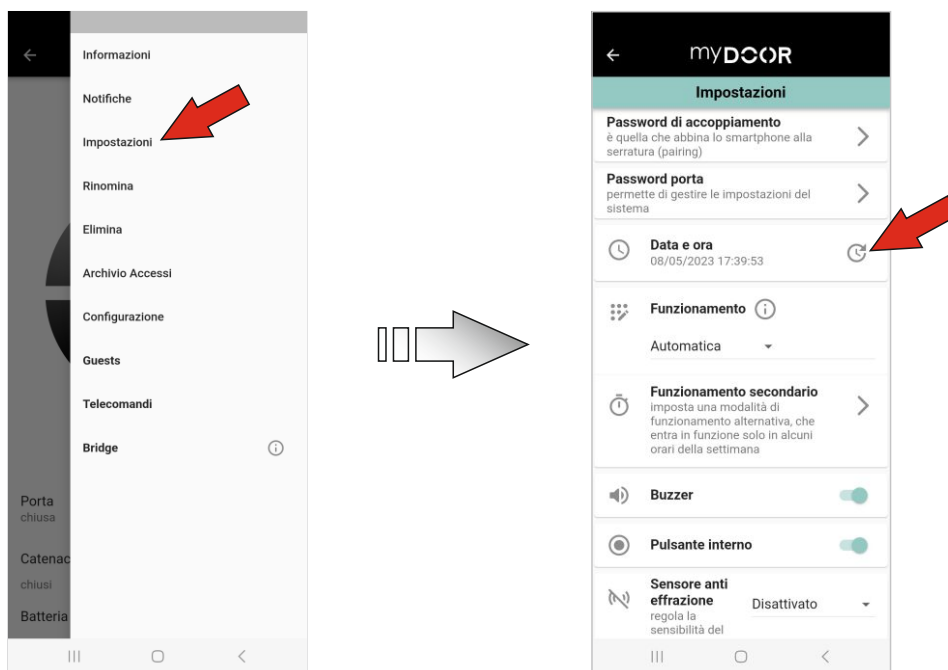 Informazioni
Notifiche
Impostazioni
Rinomina
Elimina
Archivio Accessi
Configurazione
Guests
Telecomandi
Bridge
Porta
chiusa
Catenac
chiusi
Batteria
myDOOR
Impostazioni
Password di accoppiamento
è quella che abbina lo smartphone alla
serratura (pairing)
Password porta
permette di gestire le impostazioni del
sistema
Data e ora
08/05/2023 17:39:53
Funzionamento
Automatica
Funzionamento secondario
imposta una modalità di
funzionamento alternativa, che
entra in funzione solo in alcuni
orari della settimana
Buzzer
Pulsante interno
Sensore anti
effrazione
Disattivato
regola la
sensibilità del